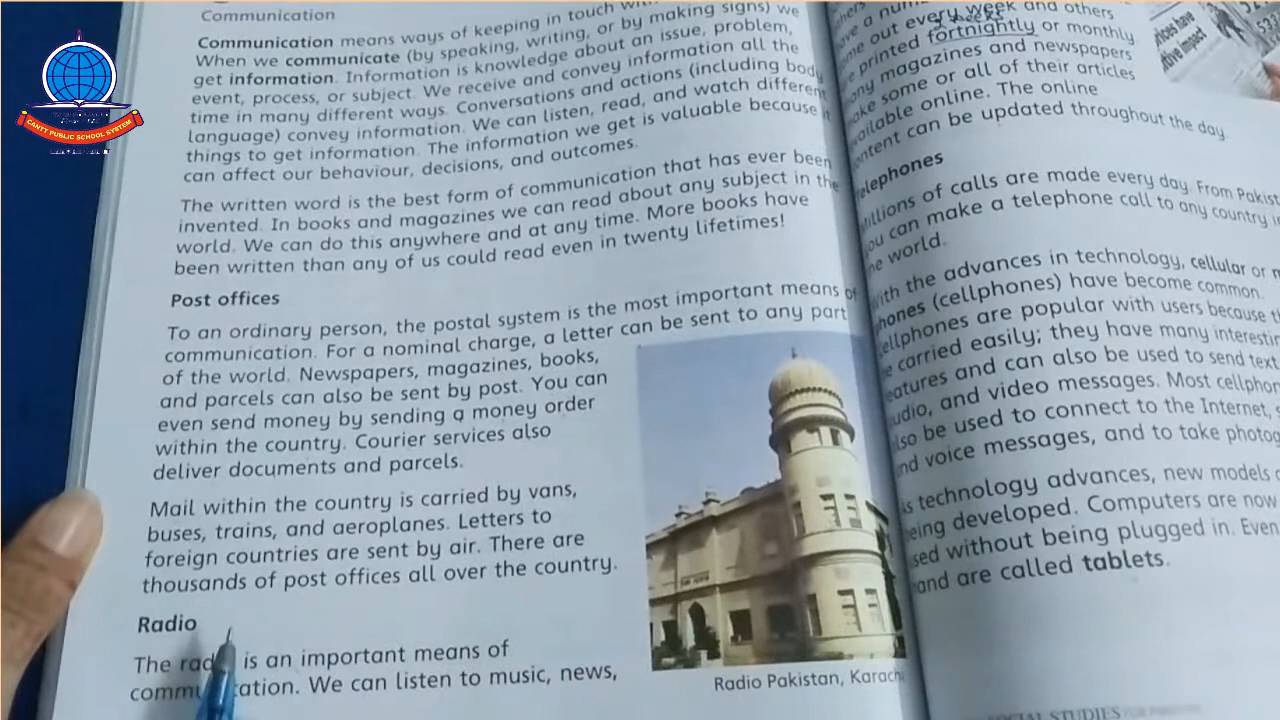 CANTT PUBLIC SCHOOL SYSTEM
Communication
Communication means ways of keeping in touch
When we communicate (by speaking, writing, or by making signs) we
get information. Information is knowledge about an issue, problem,
event, process, or subject. We receive and convey information all the
time in many different ways. Conversations and actions (including body
language) convey information. We can listen, read, and watch different
things to get information. The information we get is valuable because it
can affect our behaviour, decisions, and outcomes.
The written word is the best form of communication that has ever been
invented. In books and magazines we can read about any subject in the
world. We can do this anywhere and at any time. More books have
been written than any of us could read even in twenty lifetimes!
Post offices
To an ordinary person, the postal system is the most important means of
communication. For a nominal charge, a letter can be sent to any part
of the world. Newspapers, magazines, books,
and parcels can also be sent by post. You can
even send money by sending a money order
within the country. Courier services also
deliver documents and parcels.
Mail within the country is carried by vans,
buses, trains, and aeroplanes. Letters to
foreign countries are sent by air. There are
thousands of post offices all over the country.
Radio
The is an important means of
We can listen to music, news,
Radio Pakistan, Karachi
a
out every week and others
printed fortnightly or monthly
magazines and newspapers
some or all of their articles
online. The online
can be updated throughout the day.
of calls are made every day. From
can make a telephone call to any country
world.
the advances in technology, cellular or
(cellphones) have become common.
are popular with users because
carried easily; they have many
and can also be used to send text,
and video messages. Most
be used to connect to the Internet,
voice messages, and to take
technology advances, new models
developed. Computers are now
without being plugged in. Even
and are called tablets.
SOCIAL STUDIES